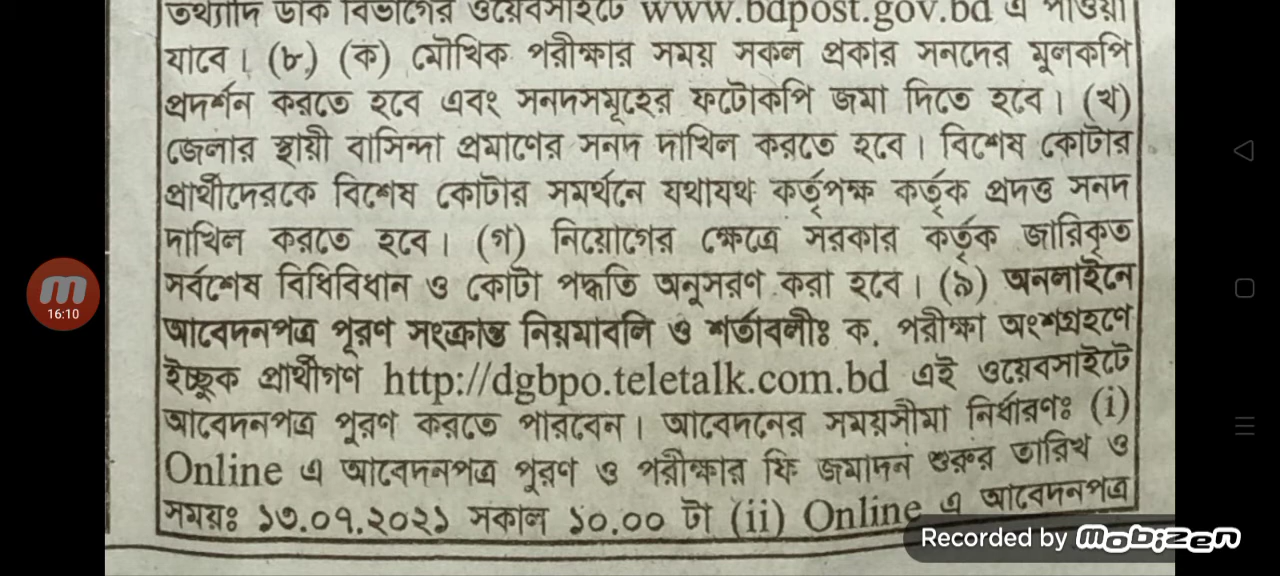 তথ্যাদি ডাক বিভাগের ওয়েবসাইটে www.bdpost.gov.bd এ পাওয়া
যাবে। (৮) (ক) মৌখিক পরীক্ষার সময় সকল প্রকার সনদের মূলকপি
প্রদর্শন করতে হবে এবং সনদসমূহের ফটোকপি জমা দিতে হবে। (খ)
জেলার স্থায়ী বাসিন্দা প্রমাণের সনদ দাখিল করতে হবে। বিশেষ কোটার
প্রার্থীদেরকে বিশেষ কোটার সমর্থনে যথাযথ কর্তৃপক্ষ কর্তৃক প্রদত্ত সনদ
দাখিল করতে হবে। (গ) নিয়োগের ক্ষেত্রে সরকার কর্তৃক জারিকৃত
সর্বশেষ বিধিবিধান ও কোটা পদ্ধতি অনুসরণ করা হবে। (৯) অনলাইনে
আবেদনপত্র পূরণ সংক্রান্ত নিয়মাবলি ও শর্তাবলীঃ ক. পরীক্ষা অংশগ্রহণে
ইচ্ছুক প্রার্থীগণ http://dgbpo.teletalk.com.bd এই ওয়েবসাইটে
আবেদনপত্র পূরণ করতে পারবেন। আবেদনের সময়সীমা নির্ধারণঃ (i)
Online এ আবেদনপত্র পূরণ ও পরীক্ষার ফি জমাদন শুরুর তারিখ ও
সময়ঃ ১৩.০৭.২০২১ সকাল ১০.০০ টা (ii) Online এ আবেদনপত্র
16:10
Recorded by mobizen